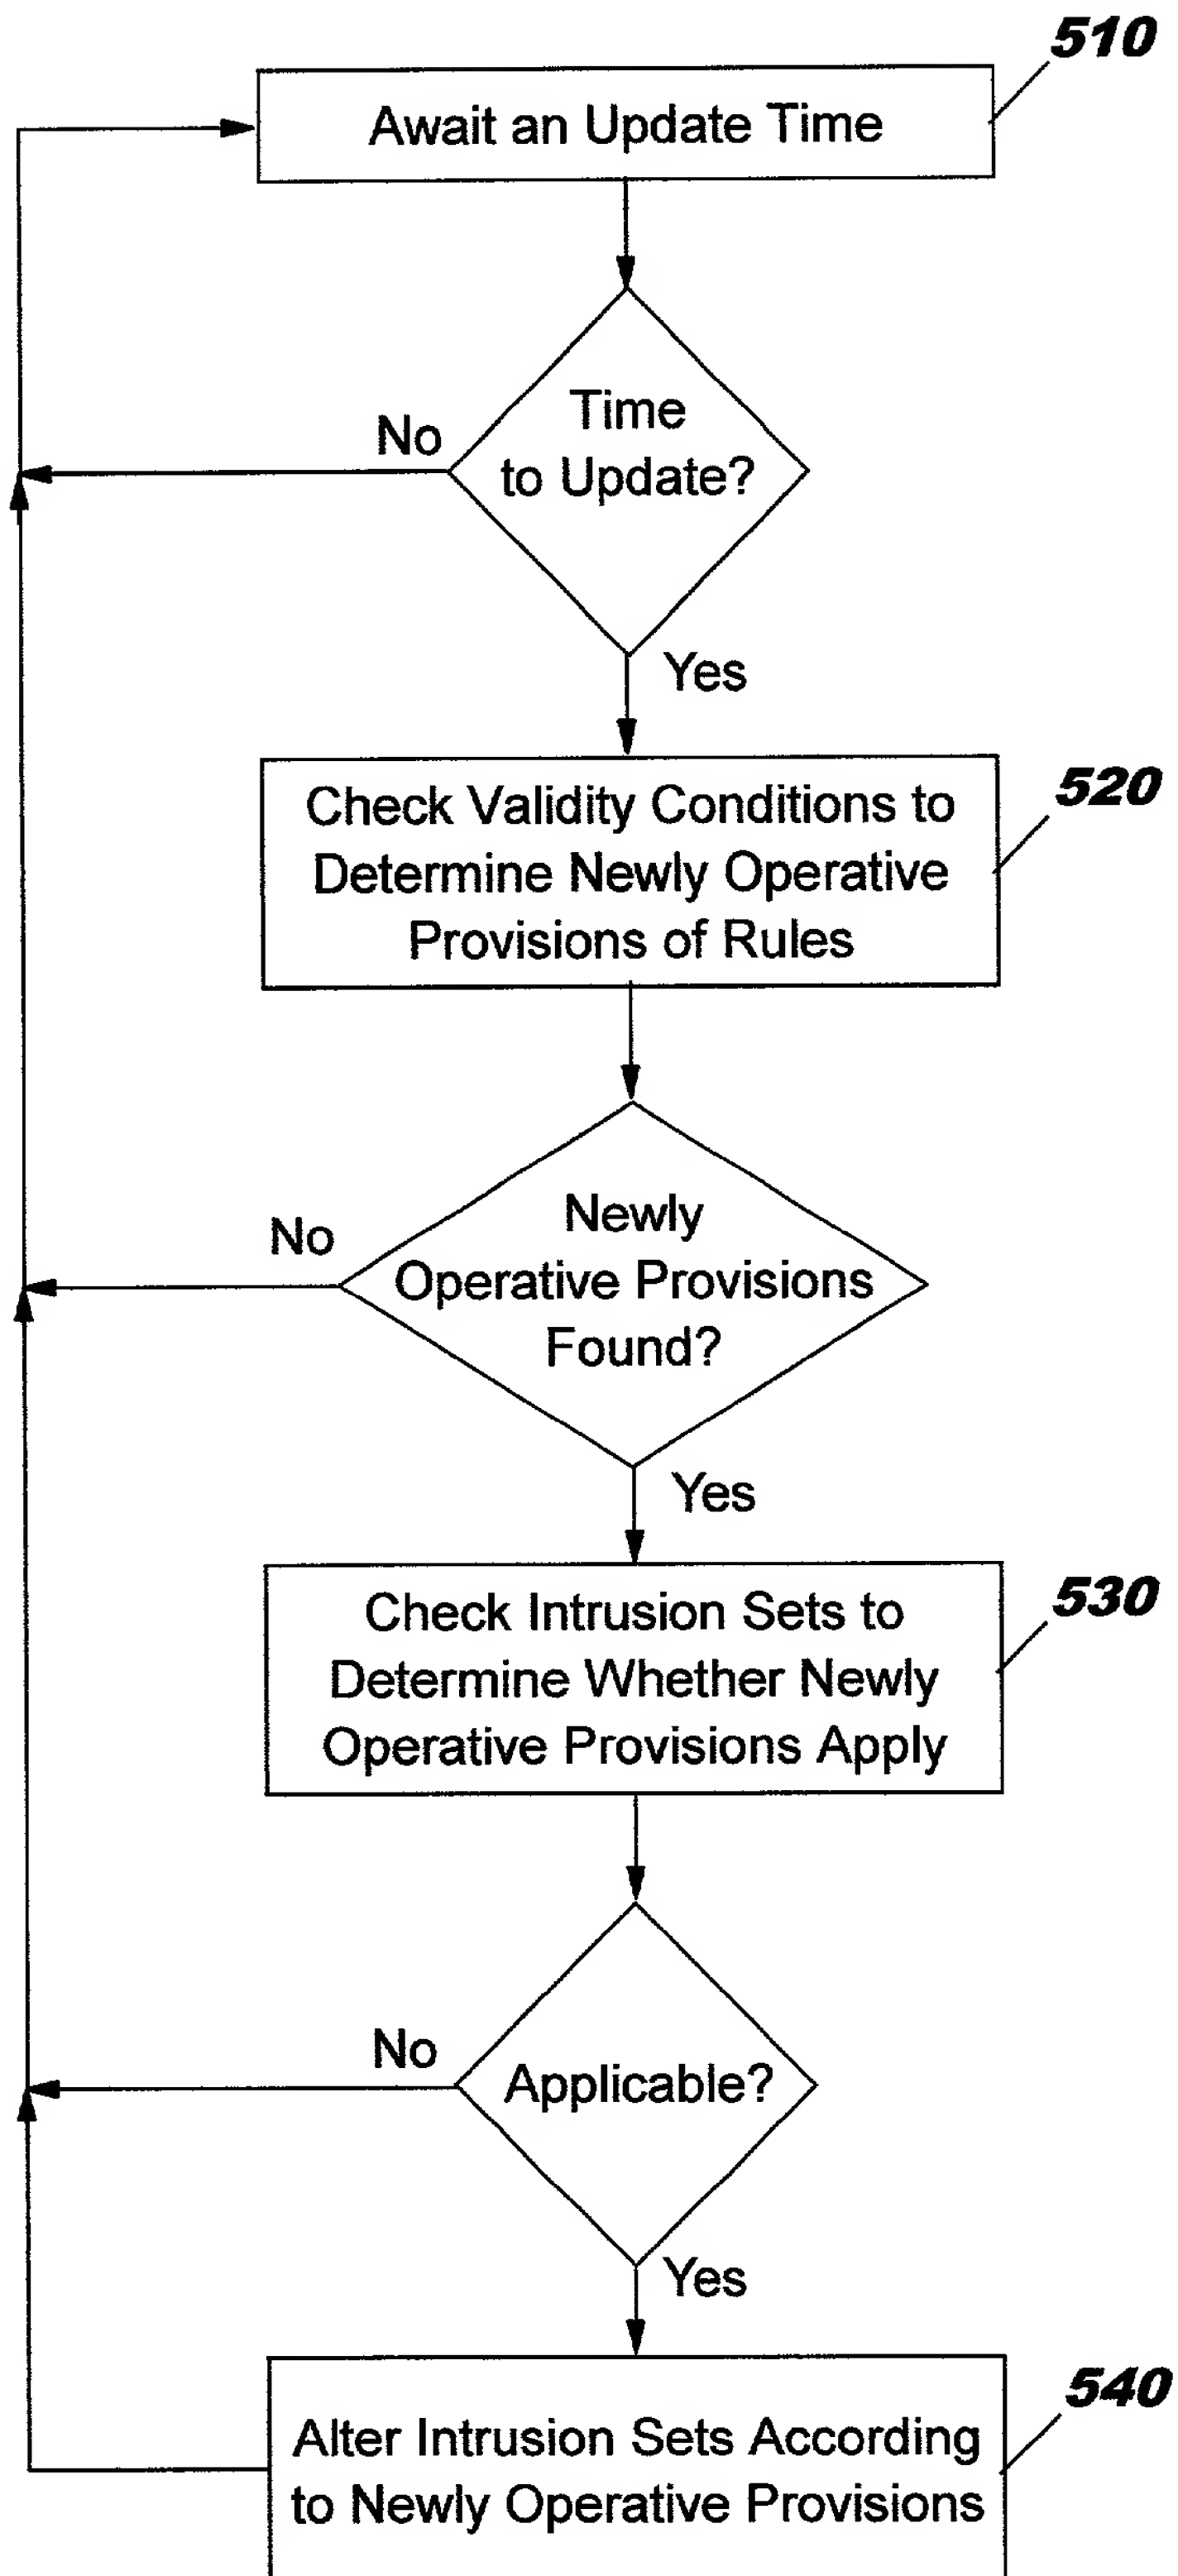 510
Await an Update Time
Time
to Update?
No
Yes
520
Check Validity Conditions to
Determine Newly Operative
Provisions of Rules
Newly
Operative Provisions
Found?
No
Yes
530
Check Intrusion Sets to
Determine Whether Newly
Operative Provisions Apply
Applicable?
No
Yes
540
Alter Intrusion Sets According
to Newly Operative Provisions